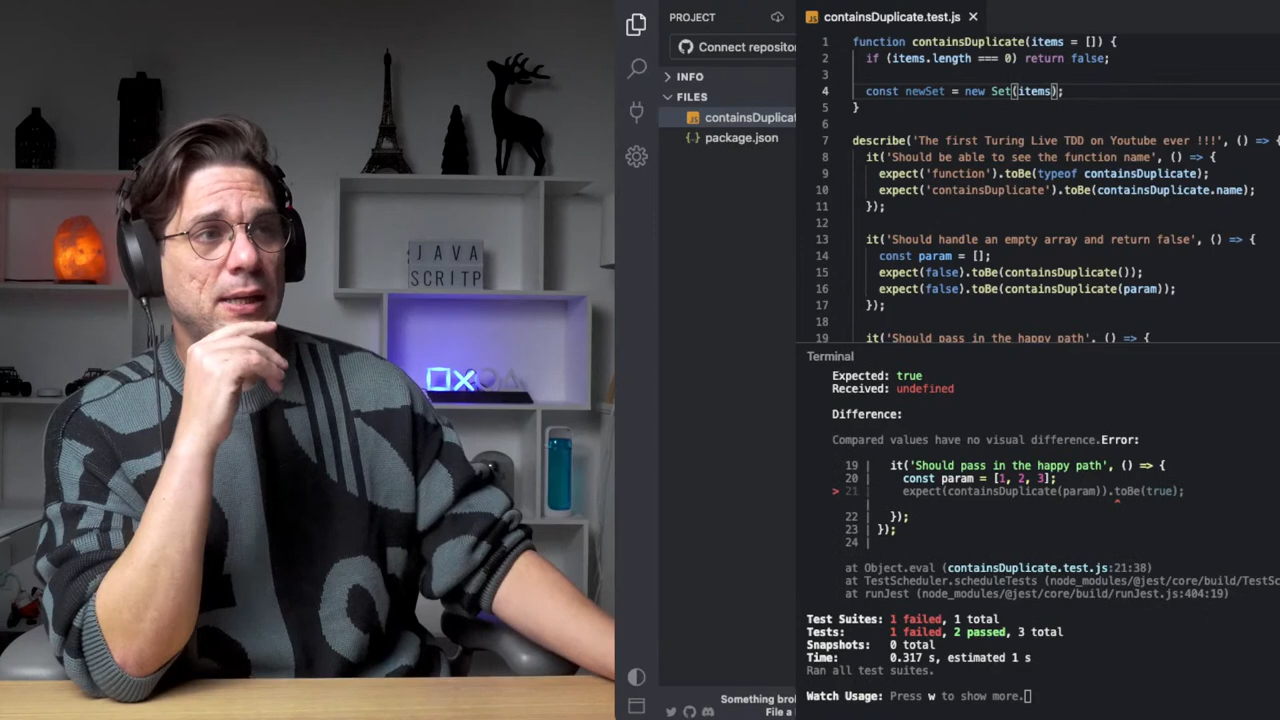 JAVA
SCRITP
PROJECT
Connect reposito
INFO
FILES
containsDuplicat
package.json
Something bro
File a
containsDuplicate.test.js
1 function containsDuplicate(items = []) {
2 if (items.length === 0) return false;
3
4 const newSet = new Set(items);
5 }
6
7 describe('The first Turing Live TDD on Youtube ever !!!', () => {
8 it('Should be able to see the function name', () => {
9 expect('function').toBe(typeof containsDuplicate);
10 expect('containsDuplicate').toBe(containsDuplicate.name);
11 });
12
13 it('Should handle an empty array and return false', () => {
14 const param = [];
15 expect(false).toBe(containsDuplicate());
16 expect(false).toBe(containsDuplicate(param));
17 });
18
19 it('Should pass in the happy path', () => {
Terminal
Expected: true
Received: undefined
Difference:
Compared values have no visual difference.Error:
19 | it('Should pass in the happy path', () => {
20 | const param = [1, 2, 3];
> 21 | expect(containsDuplicate(param)).toBe(true);
| ^
22 | });
23 | });
24 |
at Object.eval (containsDuplicate.test.js:21:38)
at TestScheduler.scheduleTests (node_modules/@jest/core/build/TestSc
at runJest (node_modules/@jest/core/build/runJest.js:404:19)
Test Suites: 1 failed, 1 total
Tests: 1 failed, 2 passed, 3 total
Snapshots: 0 total
Time: 0.317 s, estimated 1 s
Ran all test suites.
Watch Usage: Press w to show more.